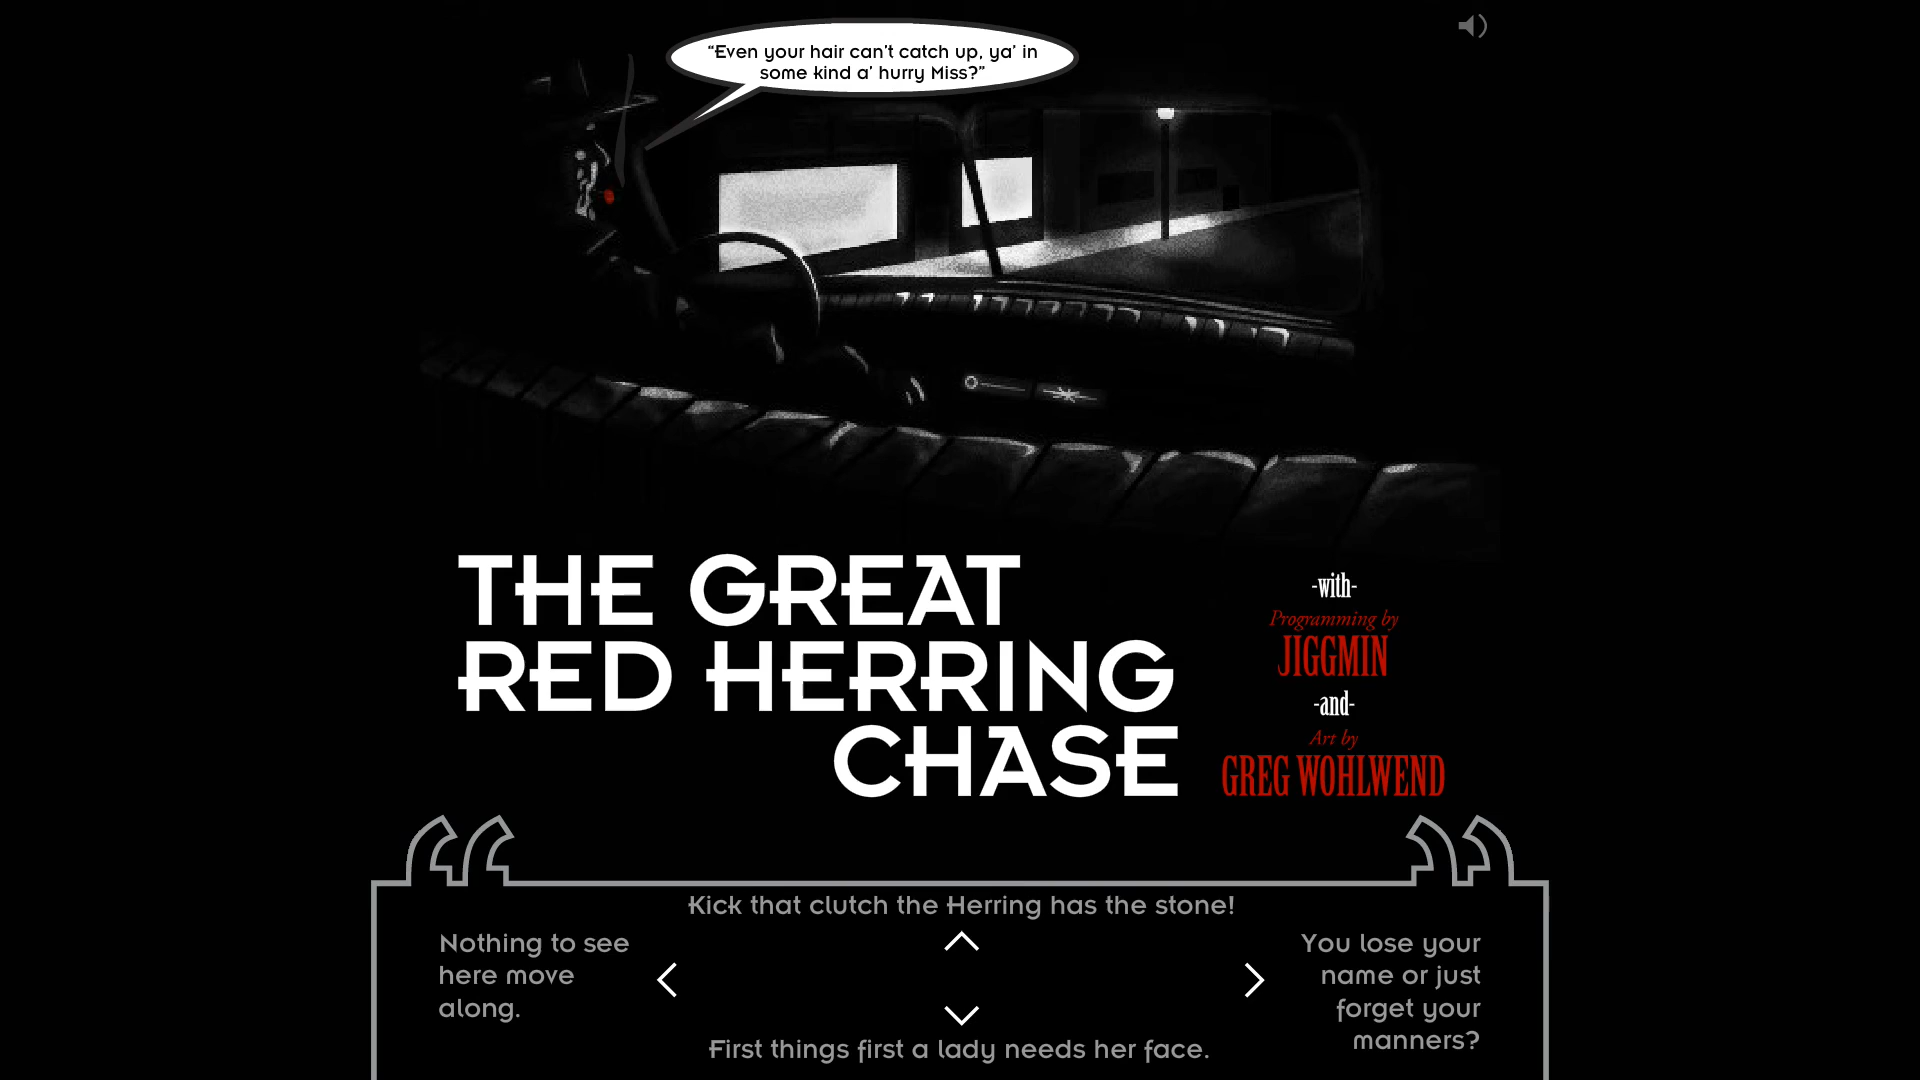 “Even your hair can’t catch up, ya’ in
some kind a’ hurry Miss?”
THE GREAT
RED HERRING
CHASE
-with-
Programming by
JIGGMIN
-and-
Art by
GREG WOHLWEND
Kick that clutch the Herring has the stone!
Nothing to see
here move
along.
You lose your
name or just
forget your
manners?
First things first a lady needs her face.